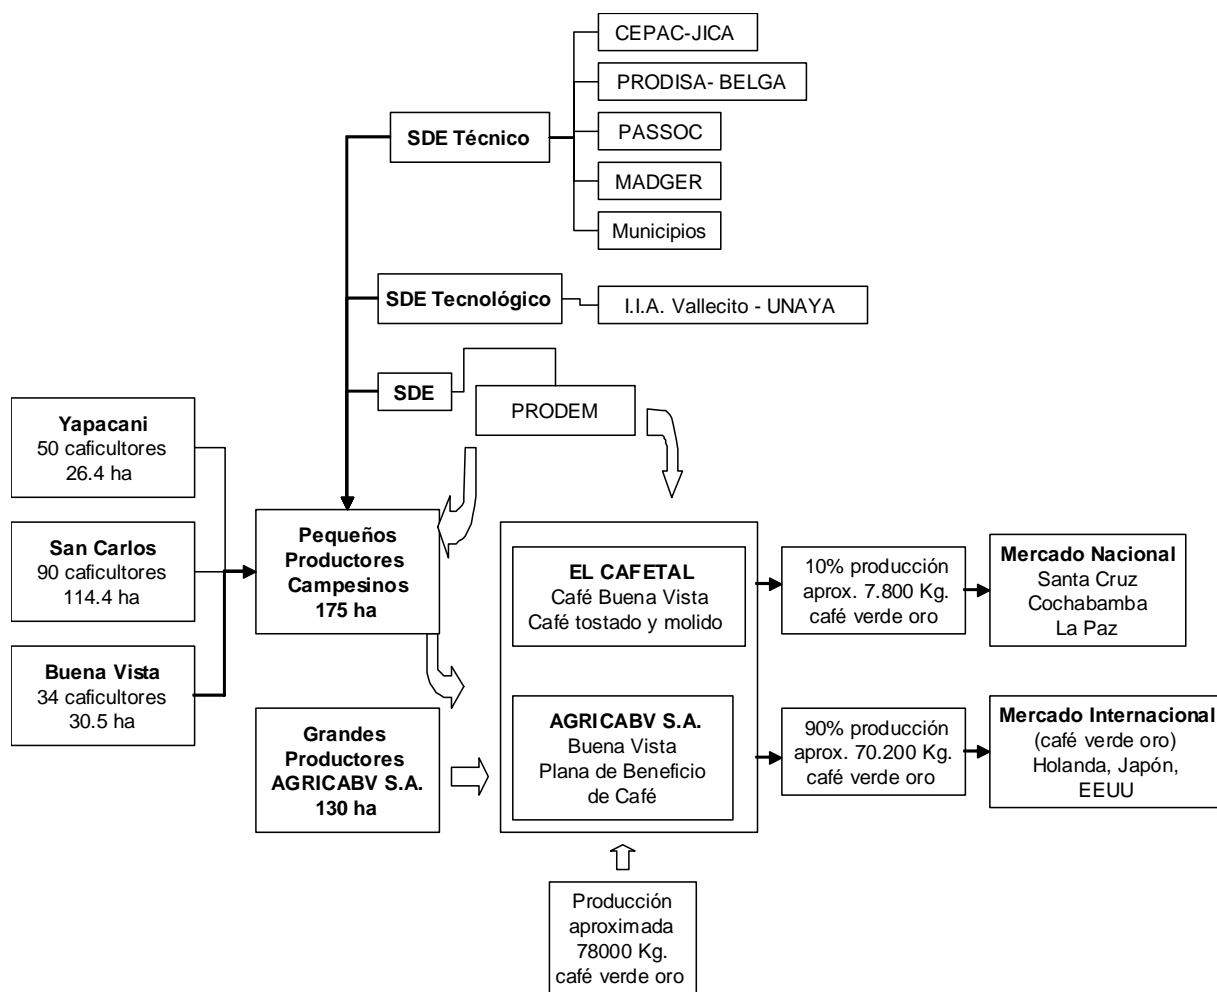 CEPAC-JICA
PRODISA- BELGA
SDE Técnico
PASSOC
MADGER
Municipios
SDE Tecnológico
I.I.A. Vallecito - UNAYA
SDE
PRODEM
Yapacani
50 caficultores
26.4 ha
San Carlos
90 caficultores
114.4 ha
Buena Vista
34 caficultores
30.5 ha
Pequeños
Productores
Campesinos
175 ha
Grandes
Productores
AGRICABV S.A.
130 ha
EL CAFETAL
Café Buena Vista
Café tostado y molido
AGRICABV S.A.
Buena Vista
Plana de Beneficio
de Café
10% producción
aprox. 7.800 Kg.
café verde oro
Mercado Nacional
Santa Cruz
Cochabamba
La Paz
90% producción
aprox. 70.200 Kg.
café verde oro
Mercado Internacional
(café verde oro)
Holanda, Japón,
EEUU
Producción
aproximada
78000 Kg.
café verde oro